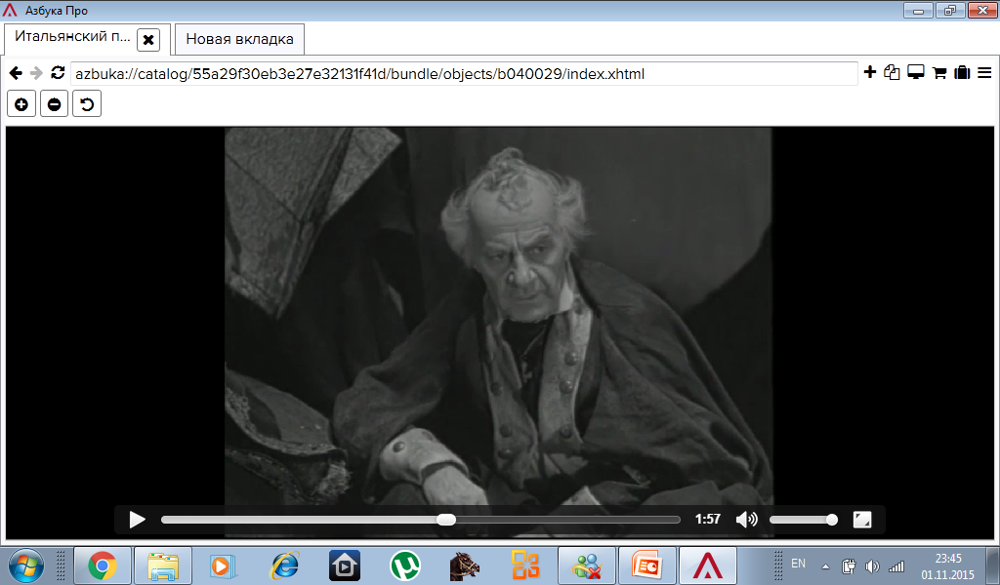 Азбука Про
Итальянский п...
Новая вкладка
azbuka://catalog/55a29f30eb3e27e32131f41d/bundle/objects/b040029/index.xhtml
1:57
EN
23:45
01.11.2015